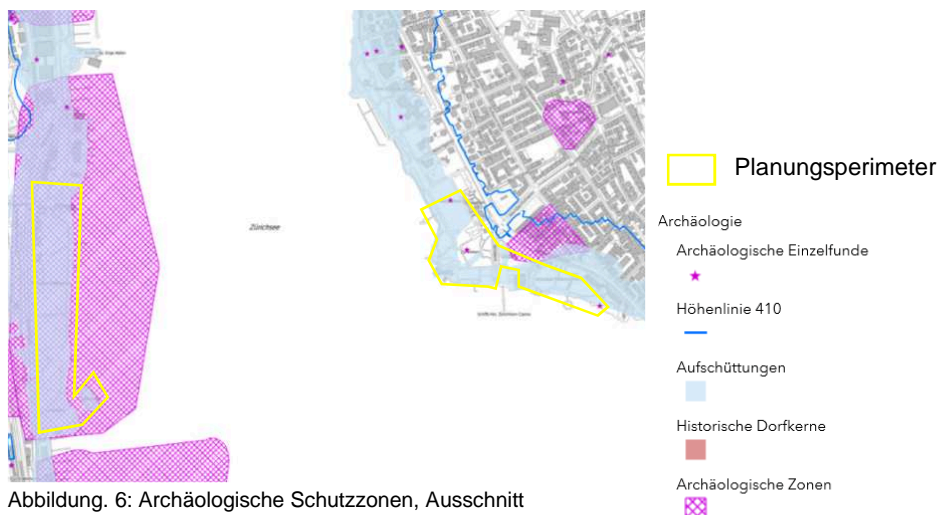 Zürichsee
Planungsperimeter
Archäologie
Archäologische Einzelfunde
Höhenlinie 410
Aufschüttungen
Historische Dorfkerne
Archäologische Zonen
Abbildung. 6: Archäologische Schutzzonen, Ausschnitt